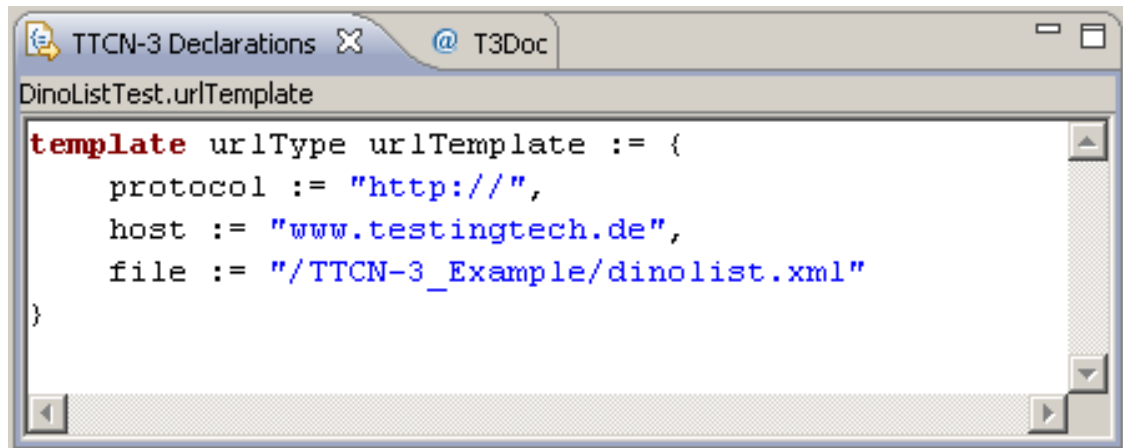 TTCN-3 Declarations @ T3Doc
DinoListTest.urlTemplate
template urlType urlTemplate := {
protocol := "http://",
host := "www.testingtech.de",
file := "/TTCN-3_Example/dinolist.xml"
}